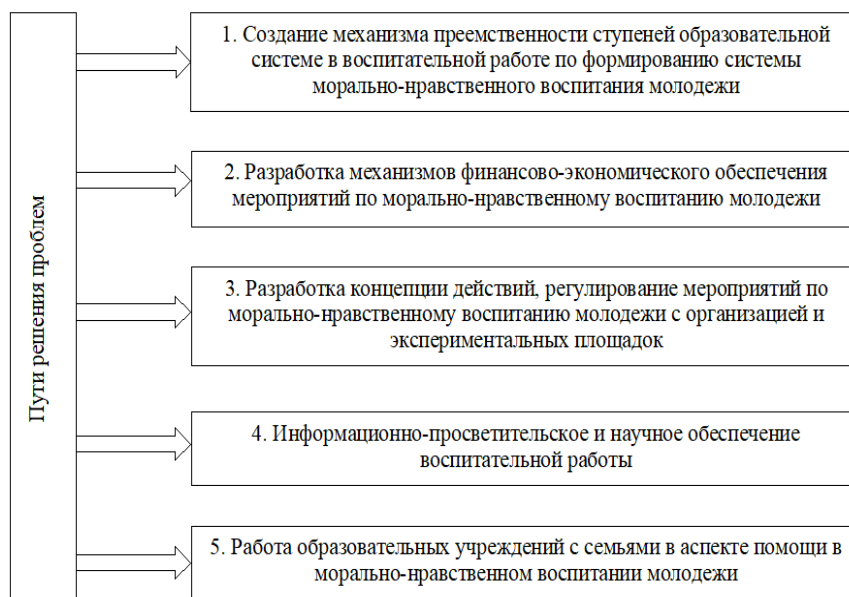 Пути решения проблем
1. Создание механизма преемственности ступеней образовательной
системе в воспитательной работе по формированию системы
морально-нравственного воспитания молодежи
2. Разработка механизмов финансово-экономического обеспечения
мероприятий по морально-нравственному воспитанию молодежи
3. Разработка концепции действий, регулирование мероприятий по
морально-нравственному воспитанию молодежи с организацией и
экспериментальных площадок
4. Информационно-просветительское и научное обеспечение
воспитательной работы
5. Работа образовательных учреждений с семьями в аспекте помощи в
морально-нравственном воспитании молодежи